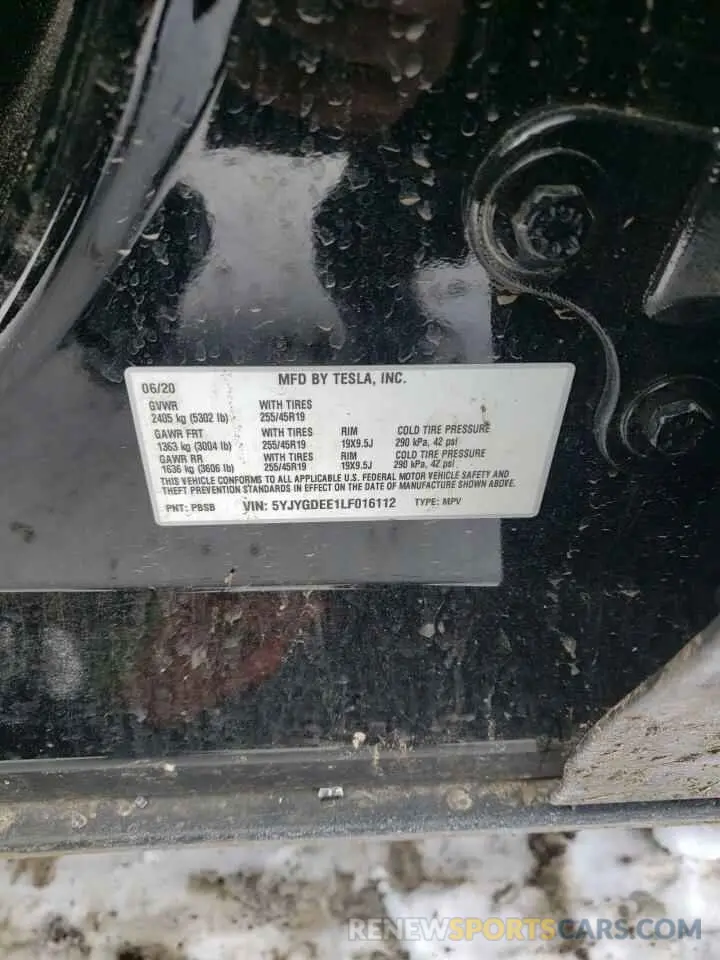 MFD BY TESLA, INC.
06/20
GVWR WITH TIRES
2405 kg (5302 lb) 255/45R19
GAWR FRT WITH TIRES RIM COLD TIRE PRESSURE
1363 kg (3004 lb) 255/45R19 19X9.5J 290 kPa, 42 psi
GAWR RR WITH TIRES RIM COLD TIRE PRESSURE
1636 kg (3606 lb) 255/45R19 19X9.5J 290 kPa, 42 psi
THIS VEHICLE CONFORMS TO ALL APPLICABLE U.S. FEDERAL MOTOR VEHICLE SAFETY AND
THEFT PREVENTION STANDARDS IN EFFECT ON THE DATE OF MANUFACTURE SHOWN ABOVE.
PNT: PBSB VIN: 5YJYGDEE1LF016112 TYPE: MPV
RENEWSPORTSCARS.COM